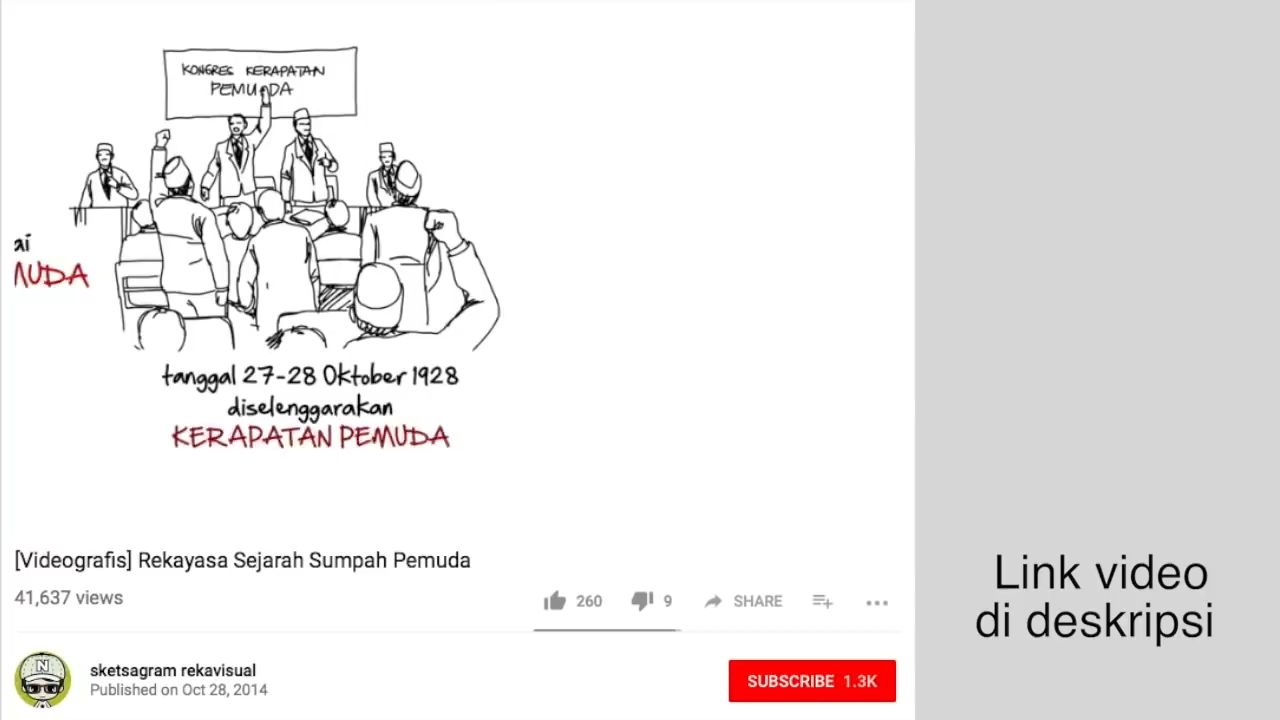 KONGRES KERAPATAN
PEMUDA
ai
MUDA
tanggal 27-28 Oktober 1928
diselenggarakan
KERAPATAN PEMUDA
[Videografis] Rekayasa Sejarah Sumpah Pemuda
41,637 views
260
9
SHARE
N
sketsagram rekavisual
Published on Oct 28, 2014
SUBSCRIBE 1.3K
Link video
di deskripsi